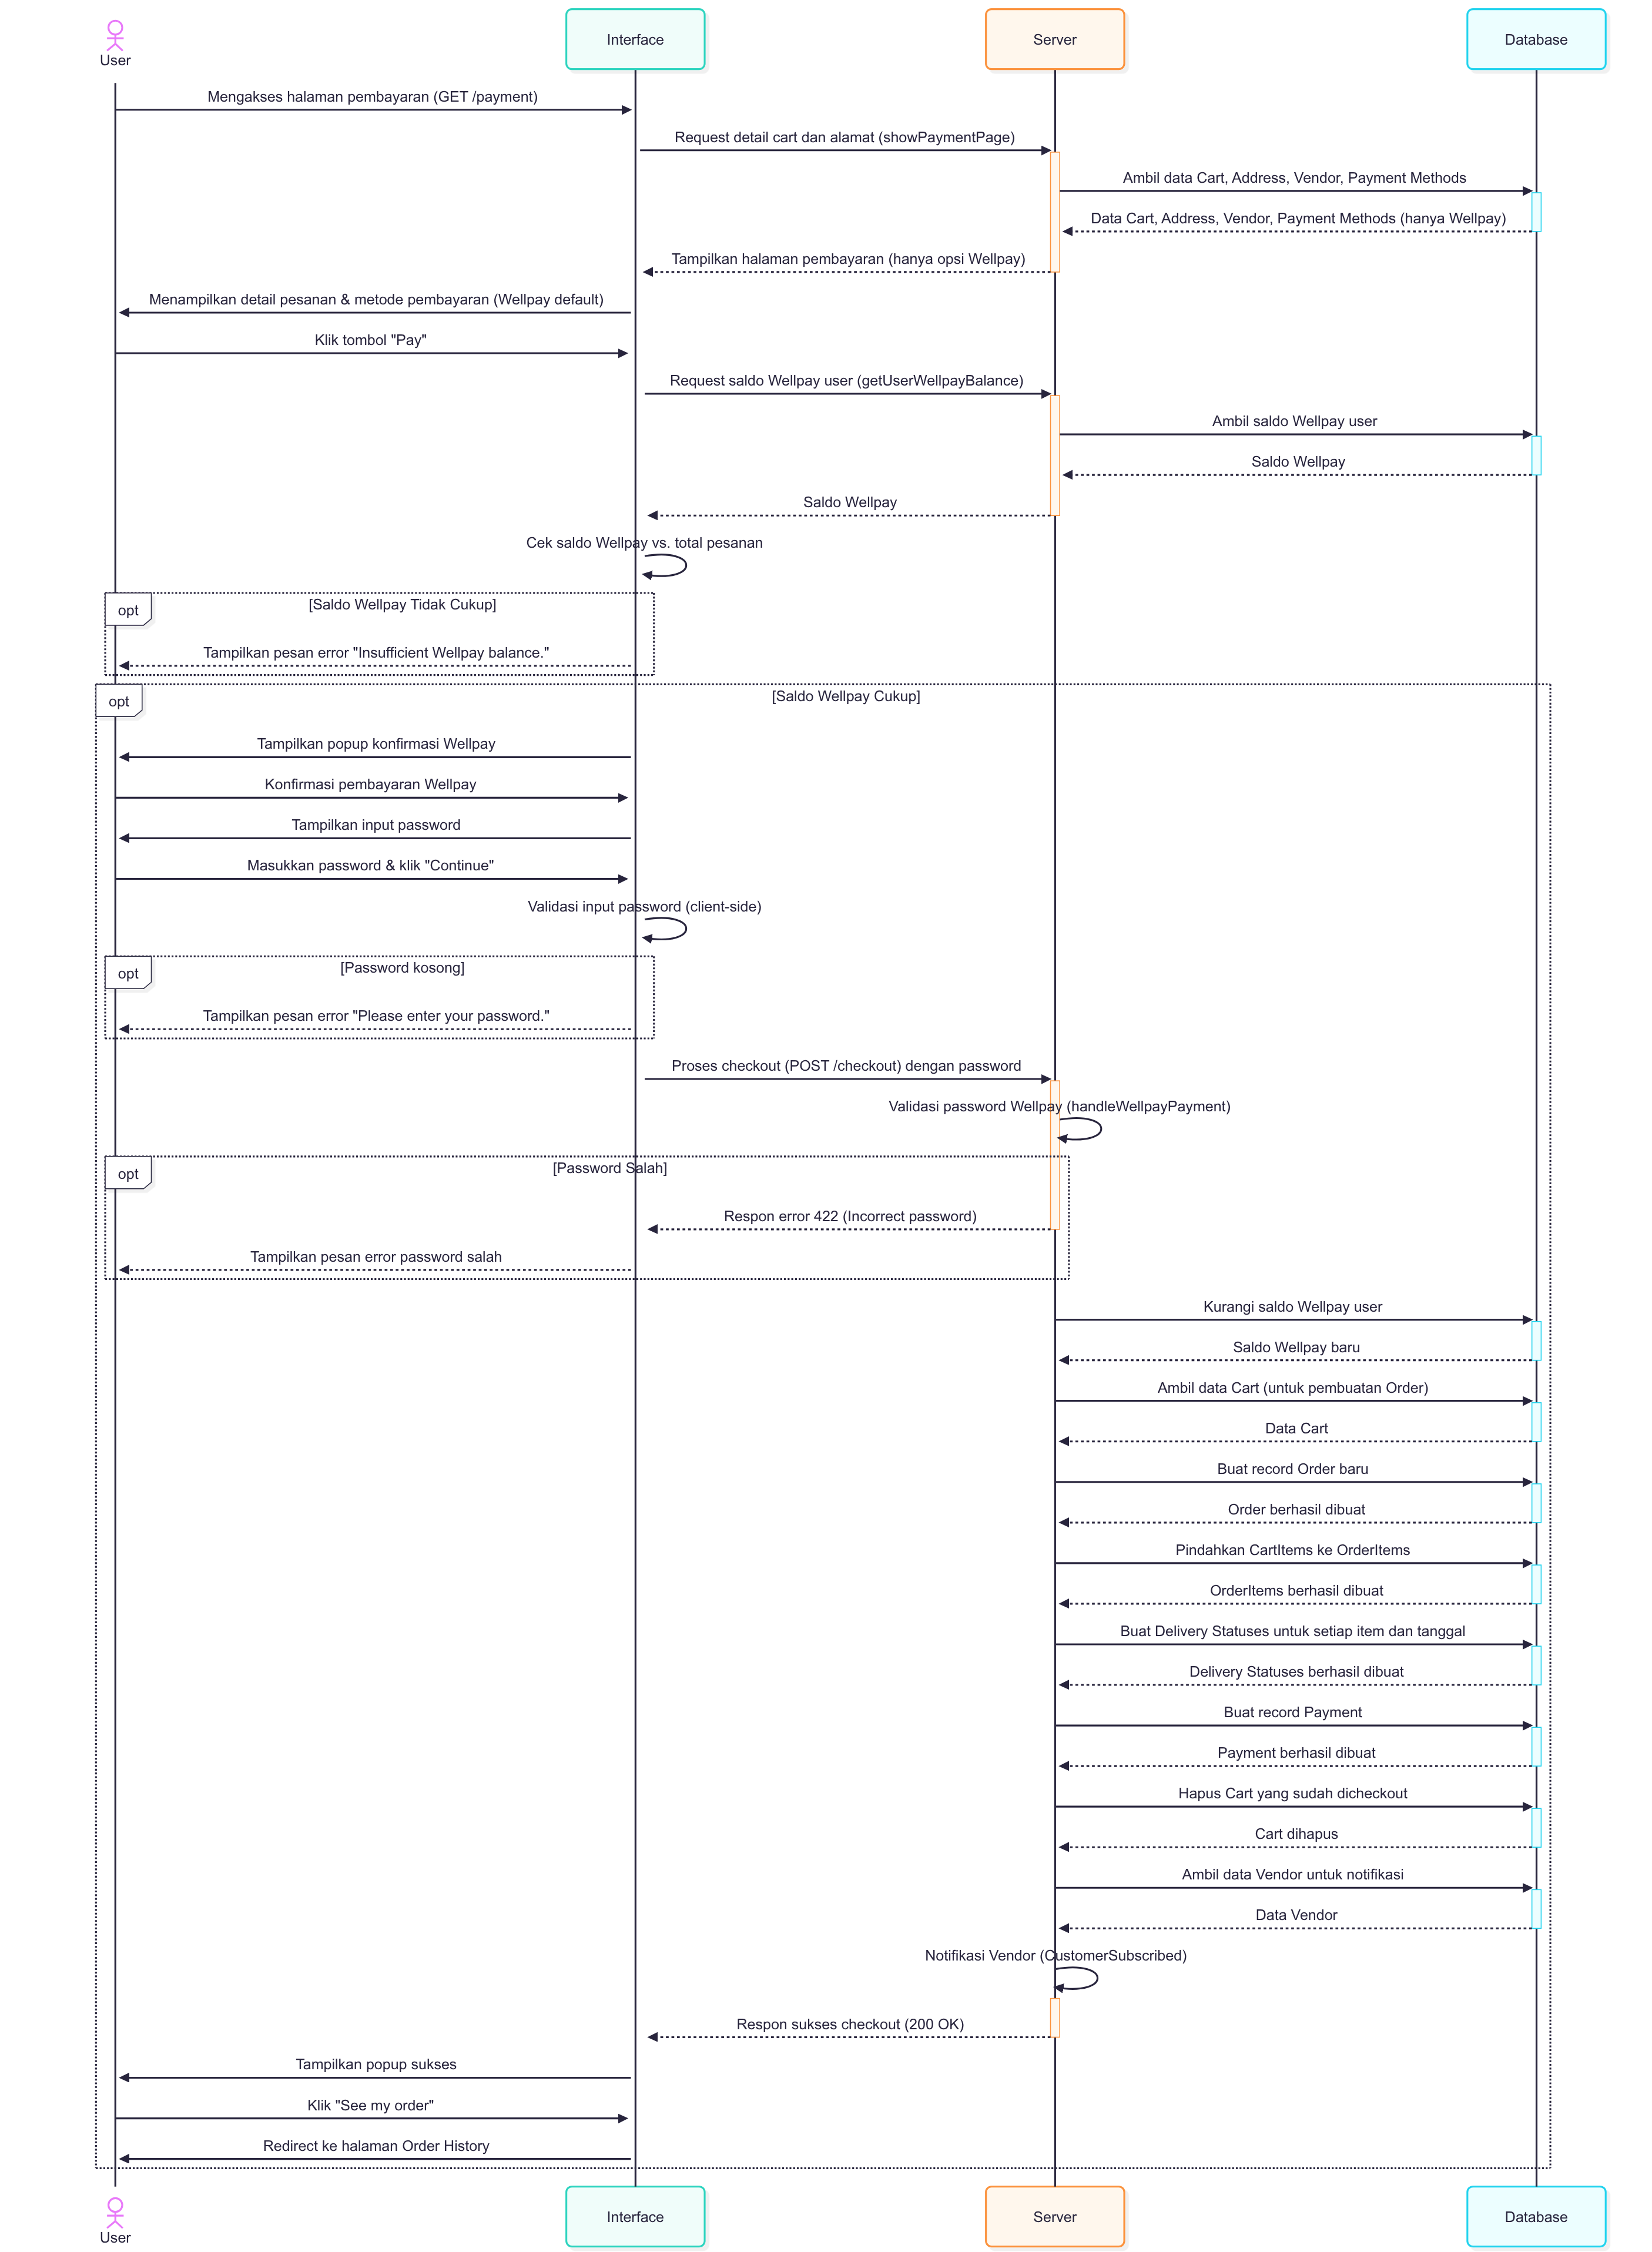 User
Interface
Server
Database
Mengakses halaman pembayaran (GET /payment)
Request detail cart dan alamat (showPaymentPage)
Ambil data Cart, Address, Vendor, Payment Methods
Data Cart, Address, Vendor, Payment Methods (hanya Wellpay)
Tampilkan halaman pembayaran (hanya opsi Wellpay)
Menampilkan detail pesanan & metode pembayaran (Wellpay default)
Klik tombol "Pay"
Request saldo Wellpay user (getUserWellpayBalance)
Ambil saldo Wellpay user
Saldo Wellpay
Saldo Wellpay
Cek saldo Wellpay vs. total pesanan
opt
[Saldo Wellpay Tidak Cukup]
Tampilkan pesan error "Insufficient Wellpay balance."
opt
[Saldo Wellpay Cukup]
Tampilkan popup konfirmasi Wellpay
Konfirmasi pembayaran Wellpay
Tampilkan input password
Masukkan password & klik "Continue"
Validasi input password (client-side)
opt
[Password kosong]
Tampilkan pesan error "Please enter your password."
Proses checkout (POST /checkout) dengan password
Validasi password Wellpay (handleWellpayPayment)
opt
[Password Salah]
Respon error 422 (Incorrect password)
Tampilkan pesan error password salah
Kurangi saldo Wellpay user
Saldo Wellpay baru
Ambil data Cart (untuk pembuatan Order)
Data Cart
Buat record Order baru
Order berhasil dibuat
Pindahkan CartItems ke OrderItems
OrderItems berhasil dibuat
Buat Delivery Statuses untuk setiap item dan tanggal
Delivery Statuses berhasil dibuat
Buat record Payment
Payment berhasil dibuat
Hapus Cart yang sudah dicheckout
Cart dihapus
Ambil data Vendor untuk notifikasi
Data Vendor
Notifikasi Vendor (CustomerSubscribed)
Respon sukses checkout (200 OK)
Tampilkan popup sukses
Klik "See my order"
Redirect ke halaman Order History
User
Interface
Server
Database